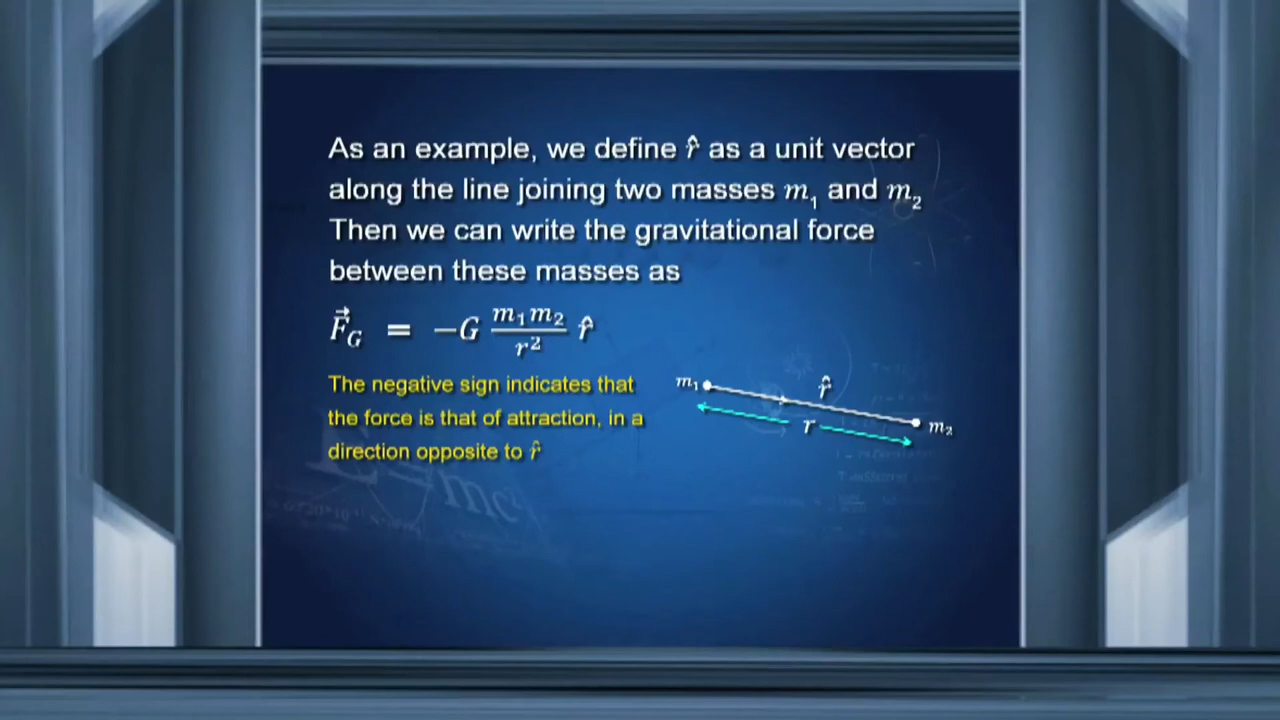 As an example, we define r̂ as a unit vector
along the line joining two masses m₁ and m₂
Then we can write the gravitational force
between these masses as
F⃗_G = −G m₁m₂/r² r̂
The negative sign indicates that
the force is that of attraction, in a
direction opposite to r̂
m₁
r̂
r
m₂
mc²